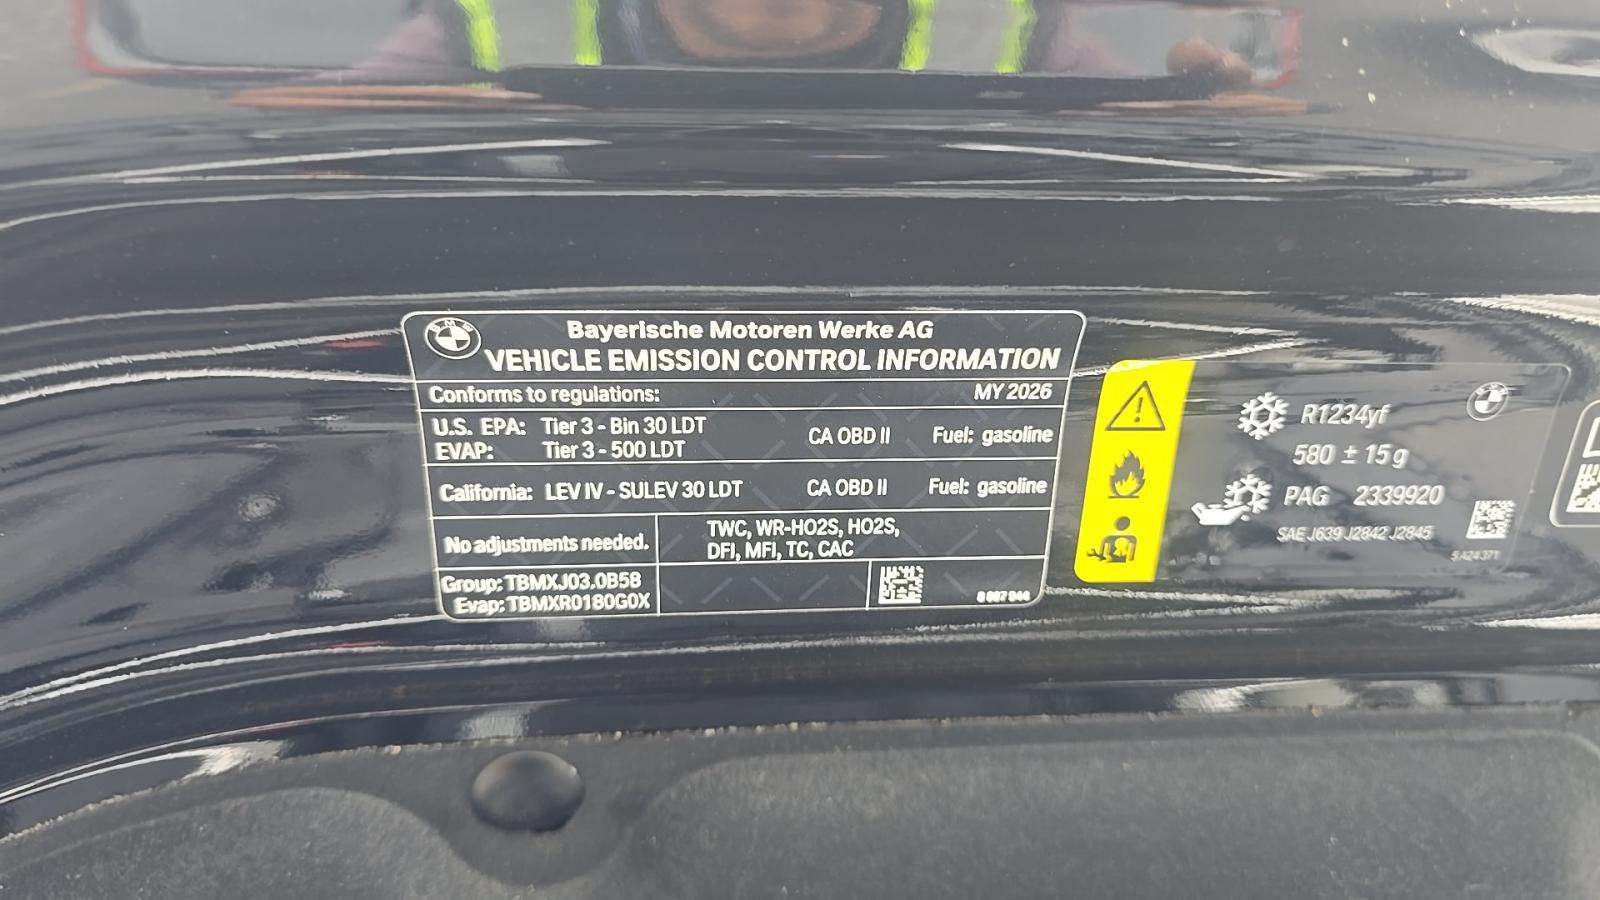 BMW
Bayerische Motoren Werke AG
VEHICLE EMISSION CONTROL INFORMATION
Conforms to regulations: MY 2026
U.S. EPA: Tier 3 - Bin 30 LDT CA OBD II Fuel: gasoline
EVAP: Tier 3 - 500 LDT
California: LEV IV - SULEV 30 LDT CA OBD II Fuel: gasoline
No adjustments needed. TWC, WR-HO2S, HO2S,
DFI, MFI, TC, CAC
Group: TBMXJ03.0B58
Evap: TBMXR0180G0X
R1234yf
580 ± 15 g
PAG 2339920
SAE J639 J2842 J2845